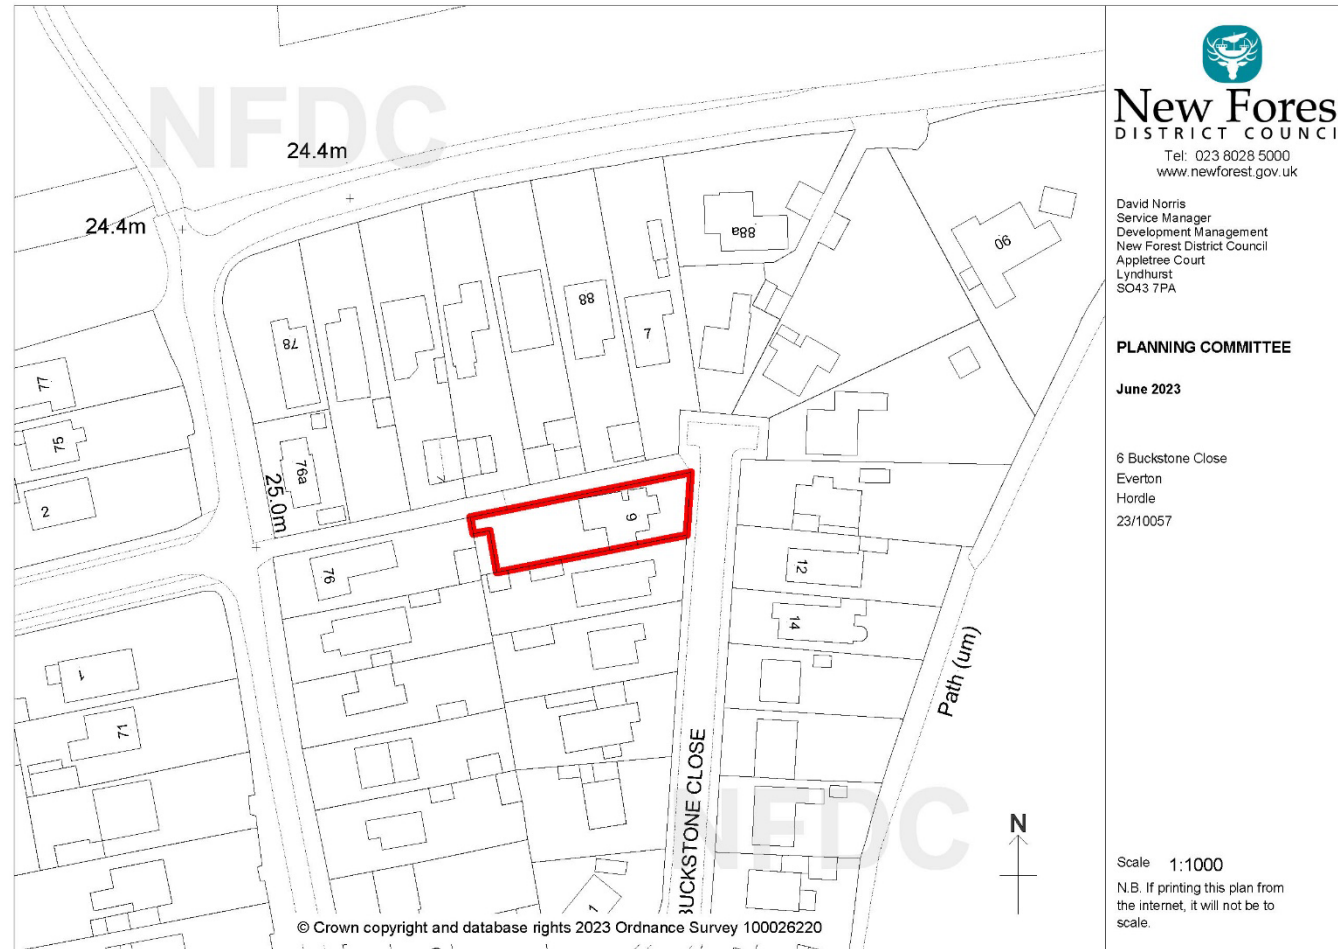 NFDC
24.4m
24.4m
88a
90
88
7
78
77
75
2
76a
25.0m
6
76
12
14
1
71
Path (um)
BUCKSTONE CLOSE
NFDC
1
N
© Crown copyright and database rights 2023 Ordnance Survey 100026220
New Fores
DISTRICT COUNCI
Tel: 023 8028 5000
www.newforest.gov.uk
David Norris
Service Manager
Development Management
New Forest District Council
Appletree Court
Lyndhurst
SO43 7PA
PLANNING COMMITTEE
June 2023
6 Buckstone Close
Everton
Hordle
23/10057
Scale 1:1000
N.B. If printing this plan from
the internet, it will not be to
scale.